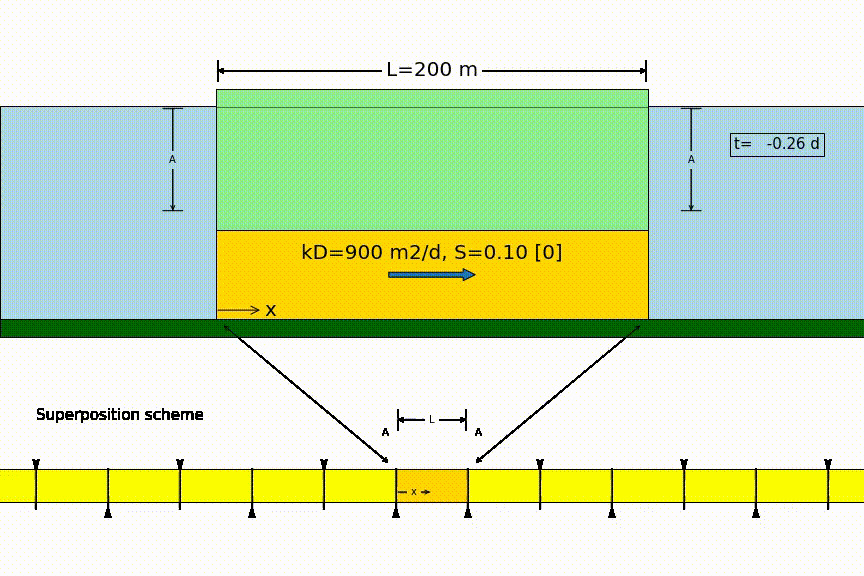 L=200 m
A
A
t= -0.26 d
kD=900 m2/d, S=0.10 [0]
x
Superposition scheme
L
A
A
x